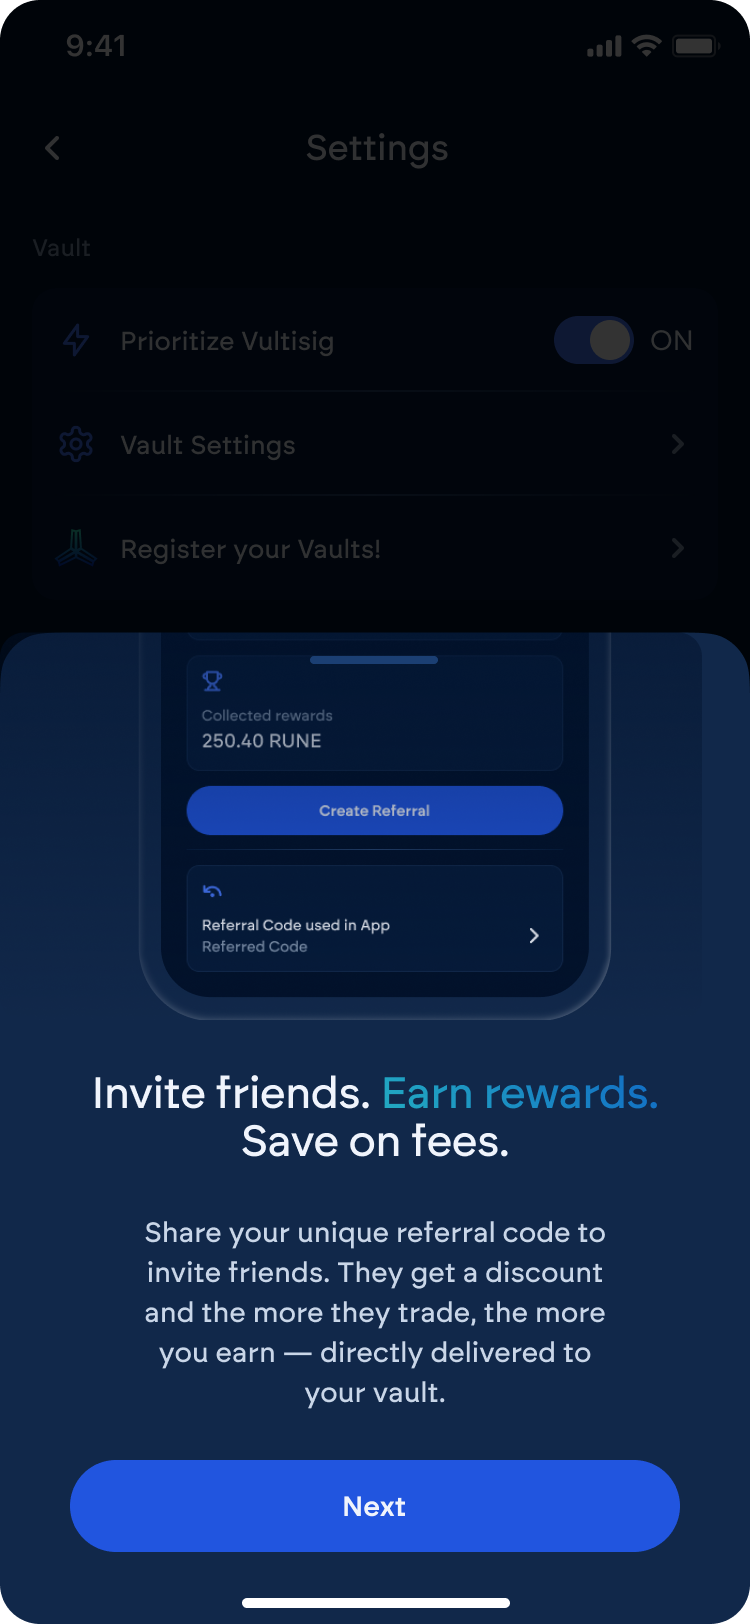 9:41
Settings
Vault
Prioritize Vultisig
ON
Vault Settings
Register your Vaults!
Collected rewards
250.40 RUNE
Create Referral
Referral Code used in App
Referred Code
Invite friends. Earn rewards.
Save on fees.
Share your unique referral code to
invite friends. They get a discount
and the more they trade, the more
you earn — directly delivered to
your vault.
Next